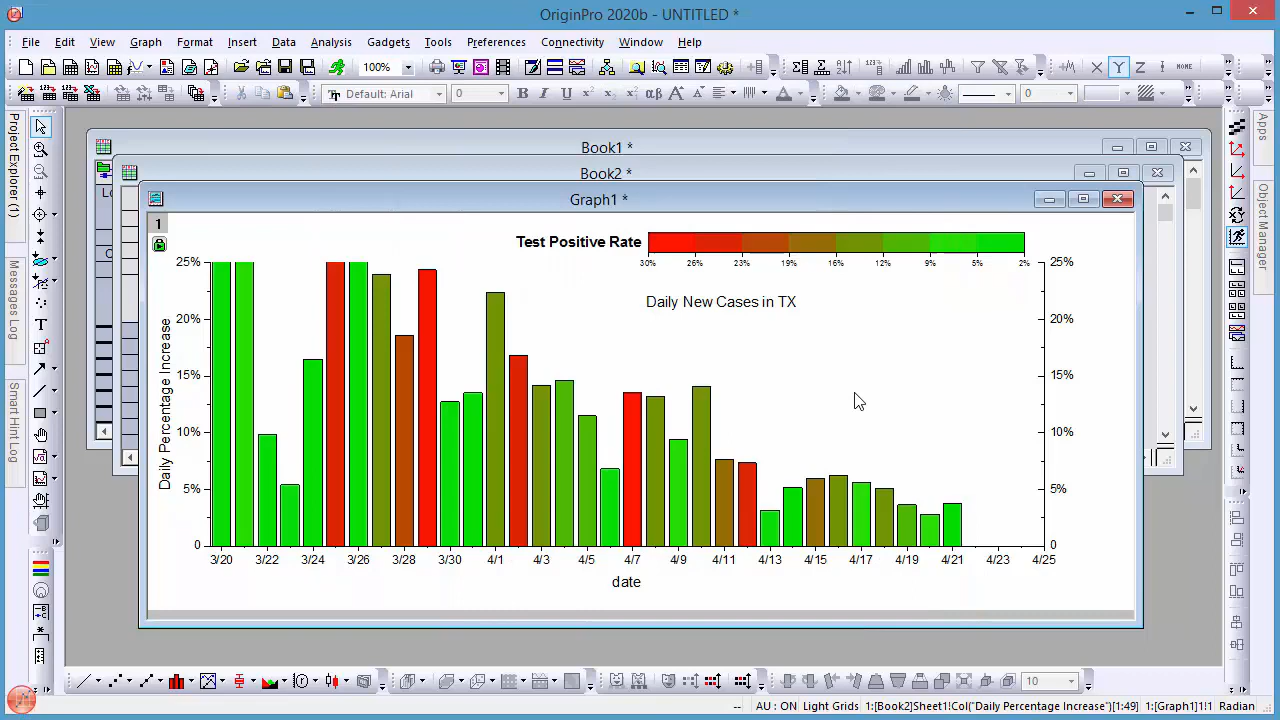 OriginPro 2020b - UNTITLED *
File Edit View Graph Format Insert Data Analysis Gadgets Tools Preferences Connectivity Window Help
100%
Default: Arial 0 B I U 0
Project Explorer (1)
Messages Log
Smart Hint Log
Apps
Object Manager
Book1 *
Book2 *
Graph1 *
1
Test Positive Rate
30% 26% 23% 19% 16% 12% 9% 5% 2%
Daily New Cases in TX
Daily Percentage Increase
25% 25%
20% 20%
15% 15%
10% 10%
5% 5%
0 0
3/20 3/22 3/24 3/26 3/28 3/30 4/1 4/3 4/5 4/7 4/9 4/11 4/13 4/15 4/17 4/19 4/21 4/23 4/25
date
10
-- AU : ON Light Grids 1:[Book2]Sheet1!Col("Daily Percentage Increase")[1:49] 1:[Graph1]1!1 Radian